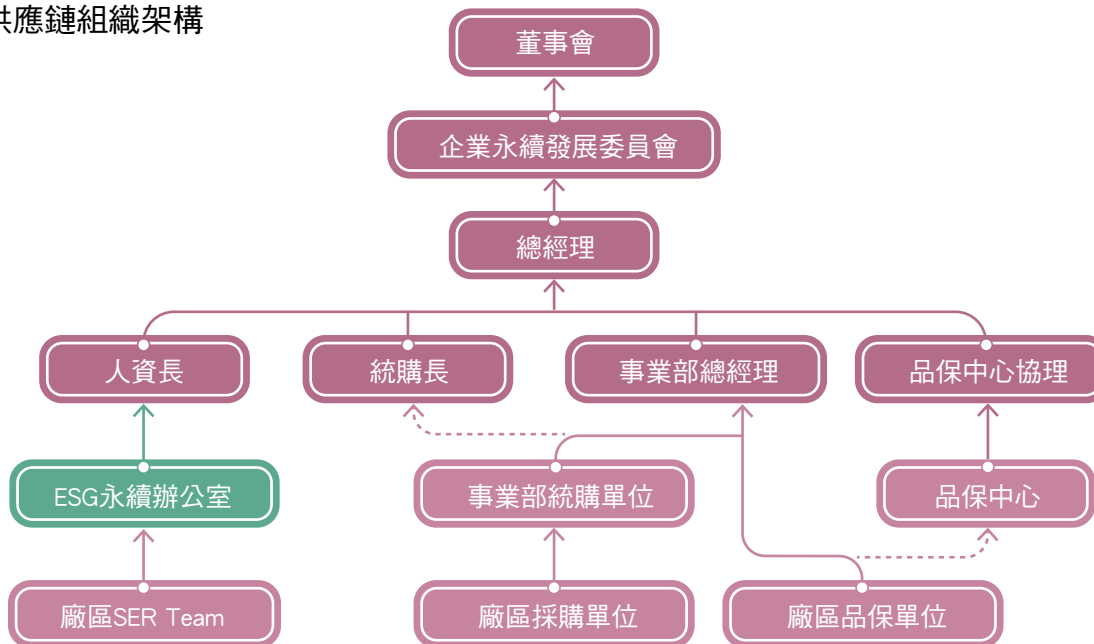 供應鏈組織架構
董事會
企業永續發展委員會
總經理
人資長
統購長
事業部總經理
品保中心協理
ESG永續辦公室
事業部統購單位
品保中心
廠區SER Team
廠區採購單位
廠區品保單位